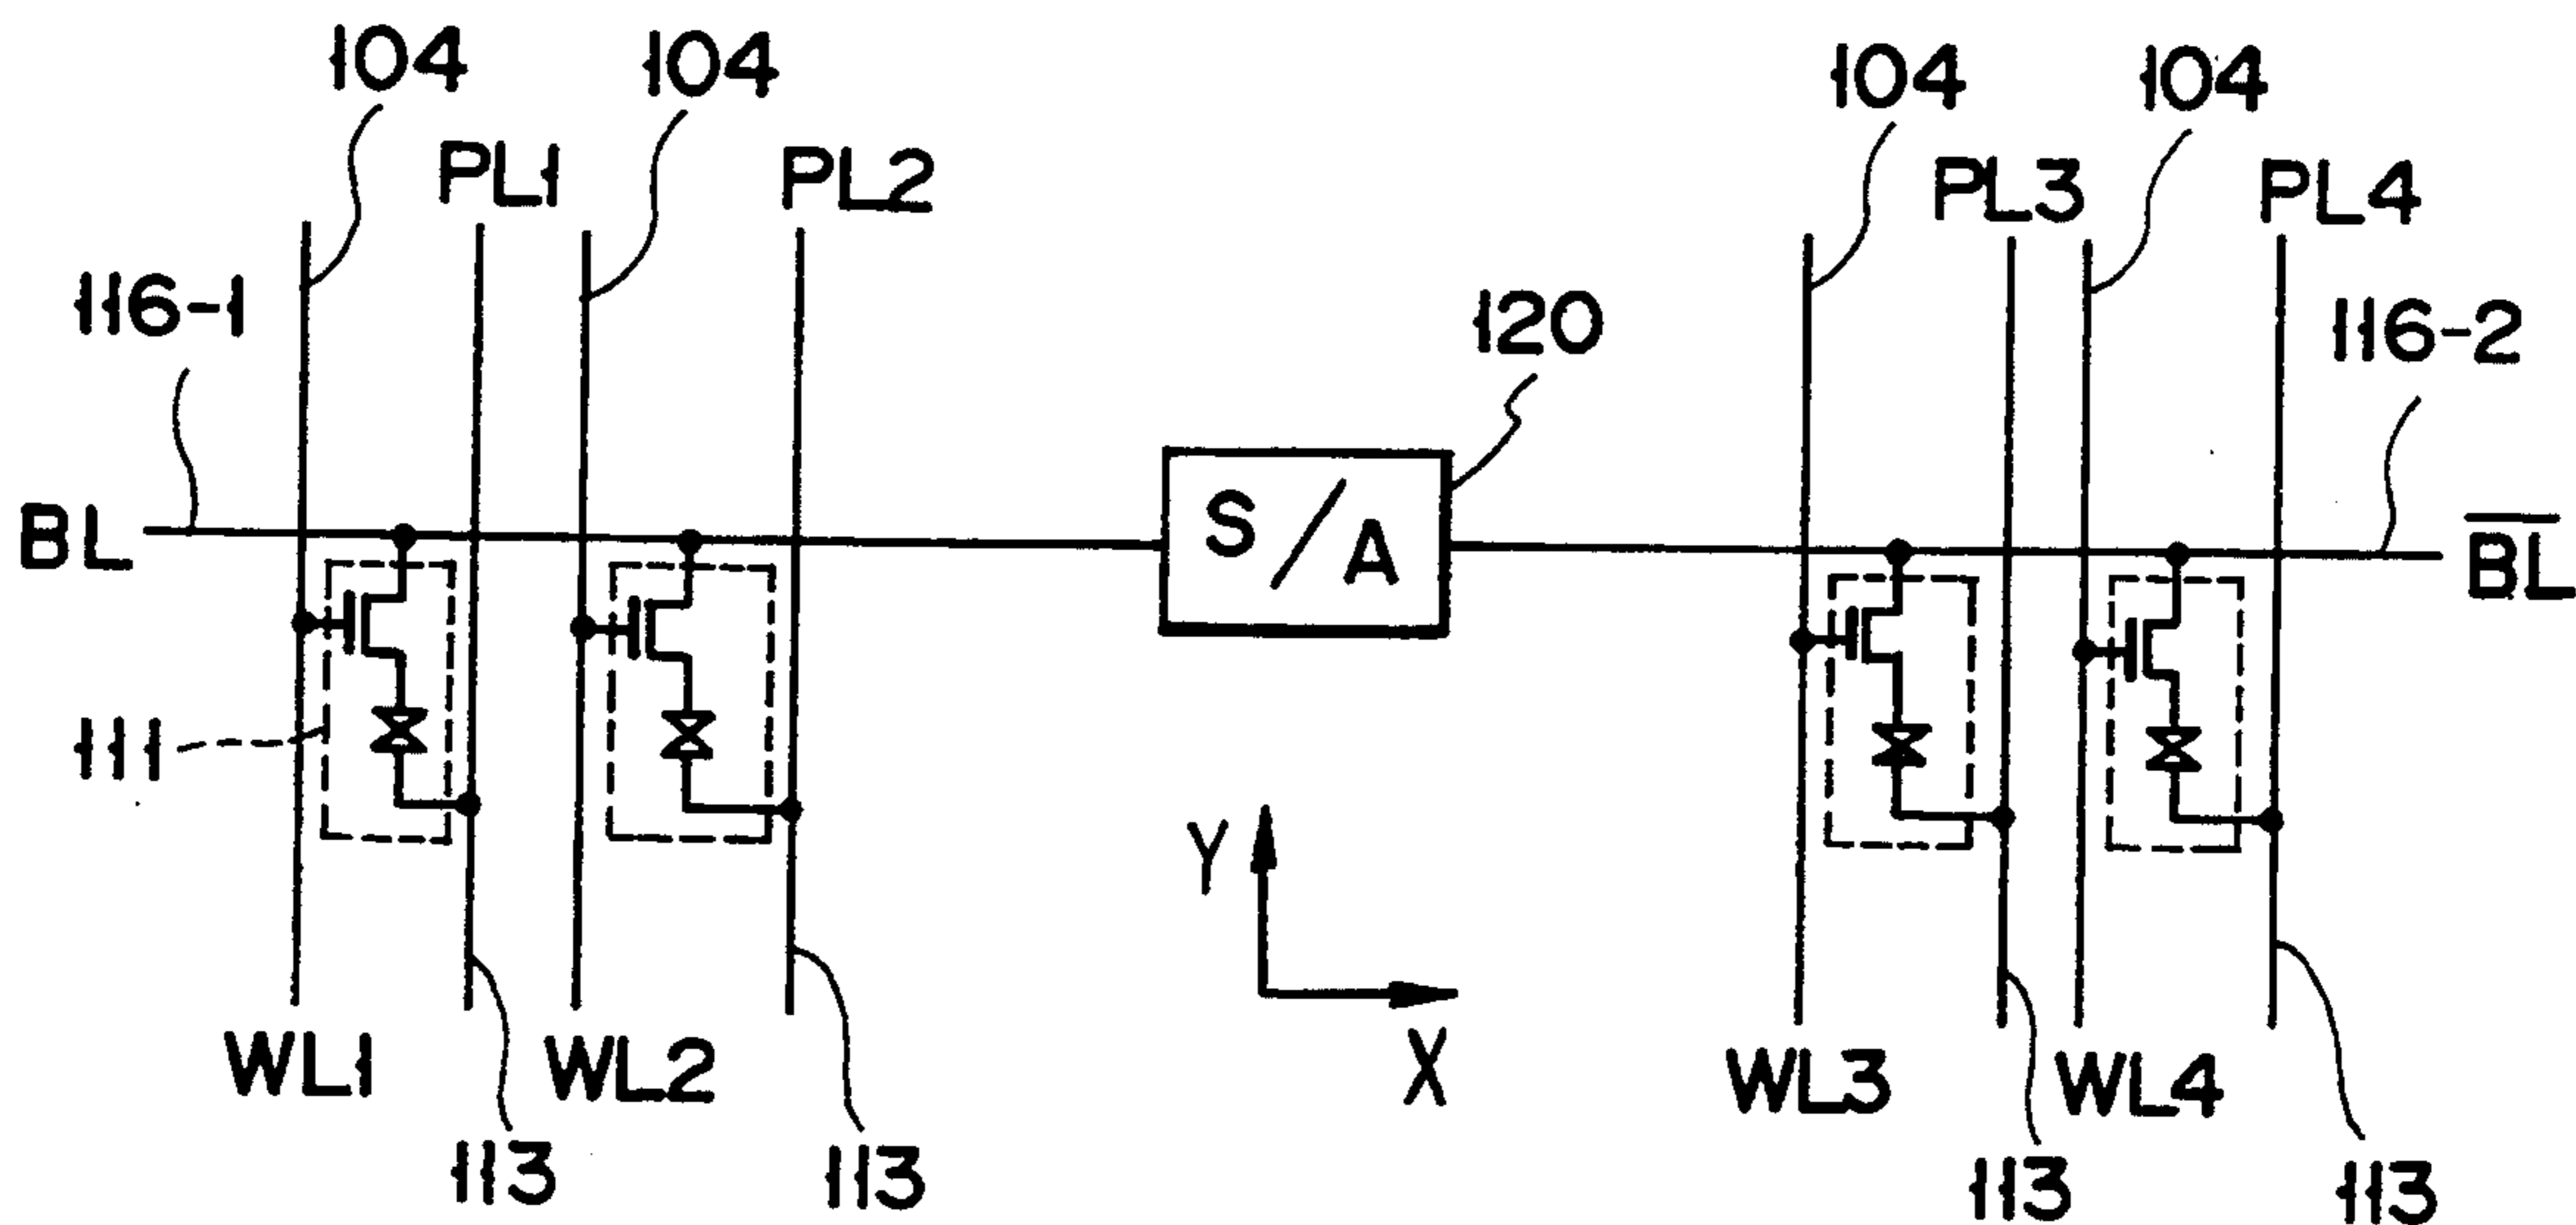 104 104 104 104
PL1 PL2 PL3 PL4
116-1 120 116-2
BL S/A B̅L̅
111
Y
X
WL1 WL2 WL3 WL4
113 113 113 113